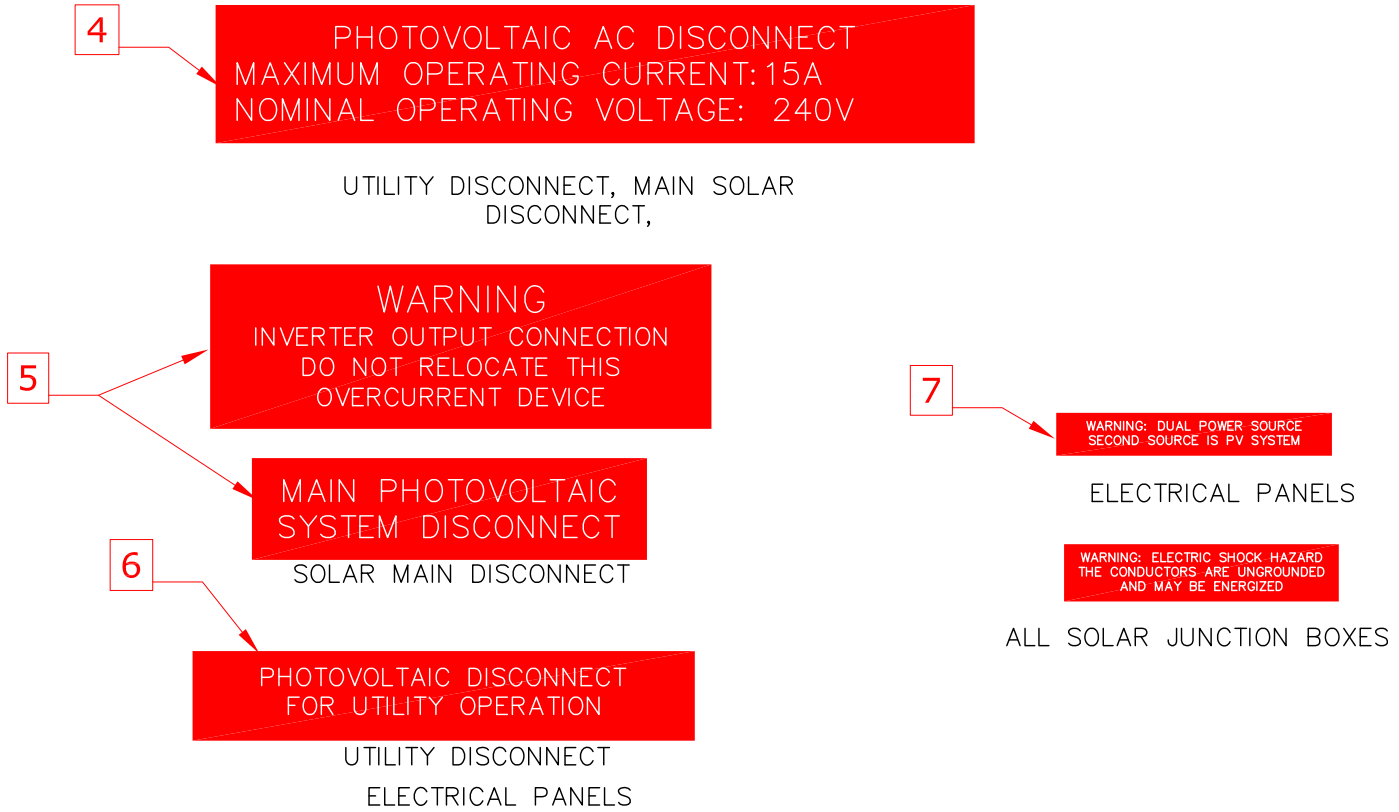 4
PHOTOVOLTAIC AC DISCONNECT
MAXIMUM OPERATING CURRENT: 15A
NOMINAL OPERATING VOLTAGE: 240V
UTILITY DISCONNECT, MAIN SOLAR
DISCONNECT,
5
WARNING
INVERTER OUTPUT CONNECTION
DO NOT RELOCATE THIS
OVERCURRENT DEVICE
MAIN PHOTOVOLTAIC
SYSTEM DISCONNECT
SOLAR MAIN DISCONNECT
6
PHOTOVOLTAIC DISCONNECT
FOR UTILITY OPERATION
UTILITY DISCONNECT
ELECTRICAL PANELS
7
WARNING: DUAL POWER SOURCE
SECOND SOURCE IS PV SYSTEM
ELECTRICAL PANELS
WARNING: ELECTRIC SHOCK HAZARD
THE CONDUCTORS ARE UNGROUNDED
AND MAY BE ENERGIZED
ALL SOLAR JUNCTION BOXES